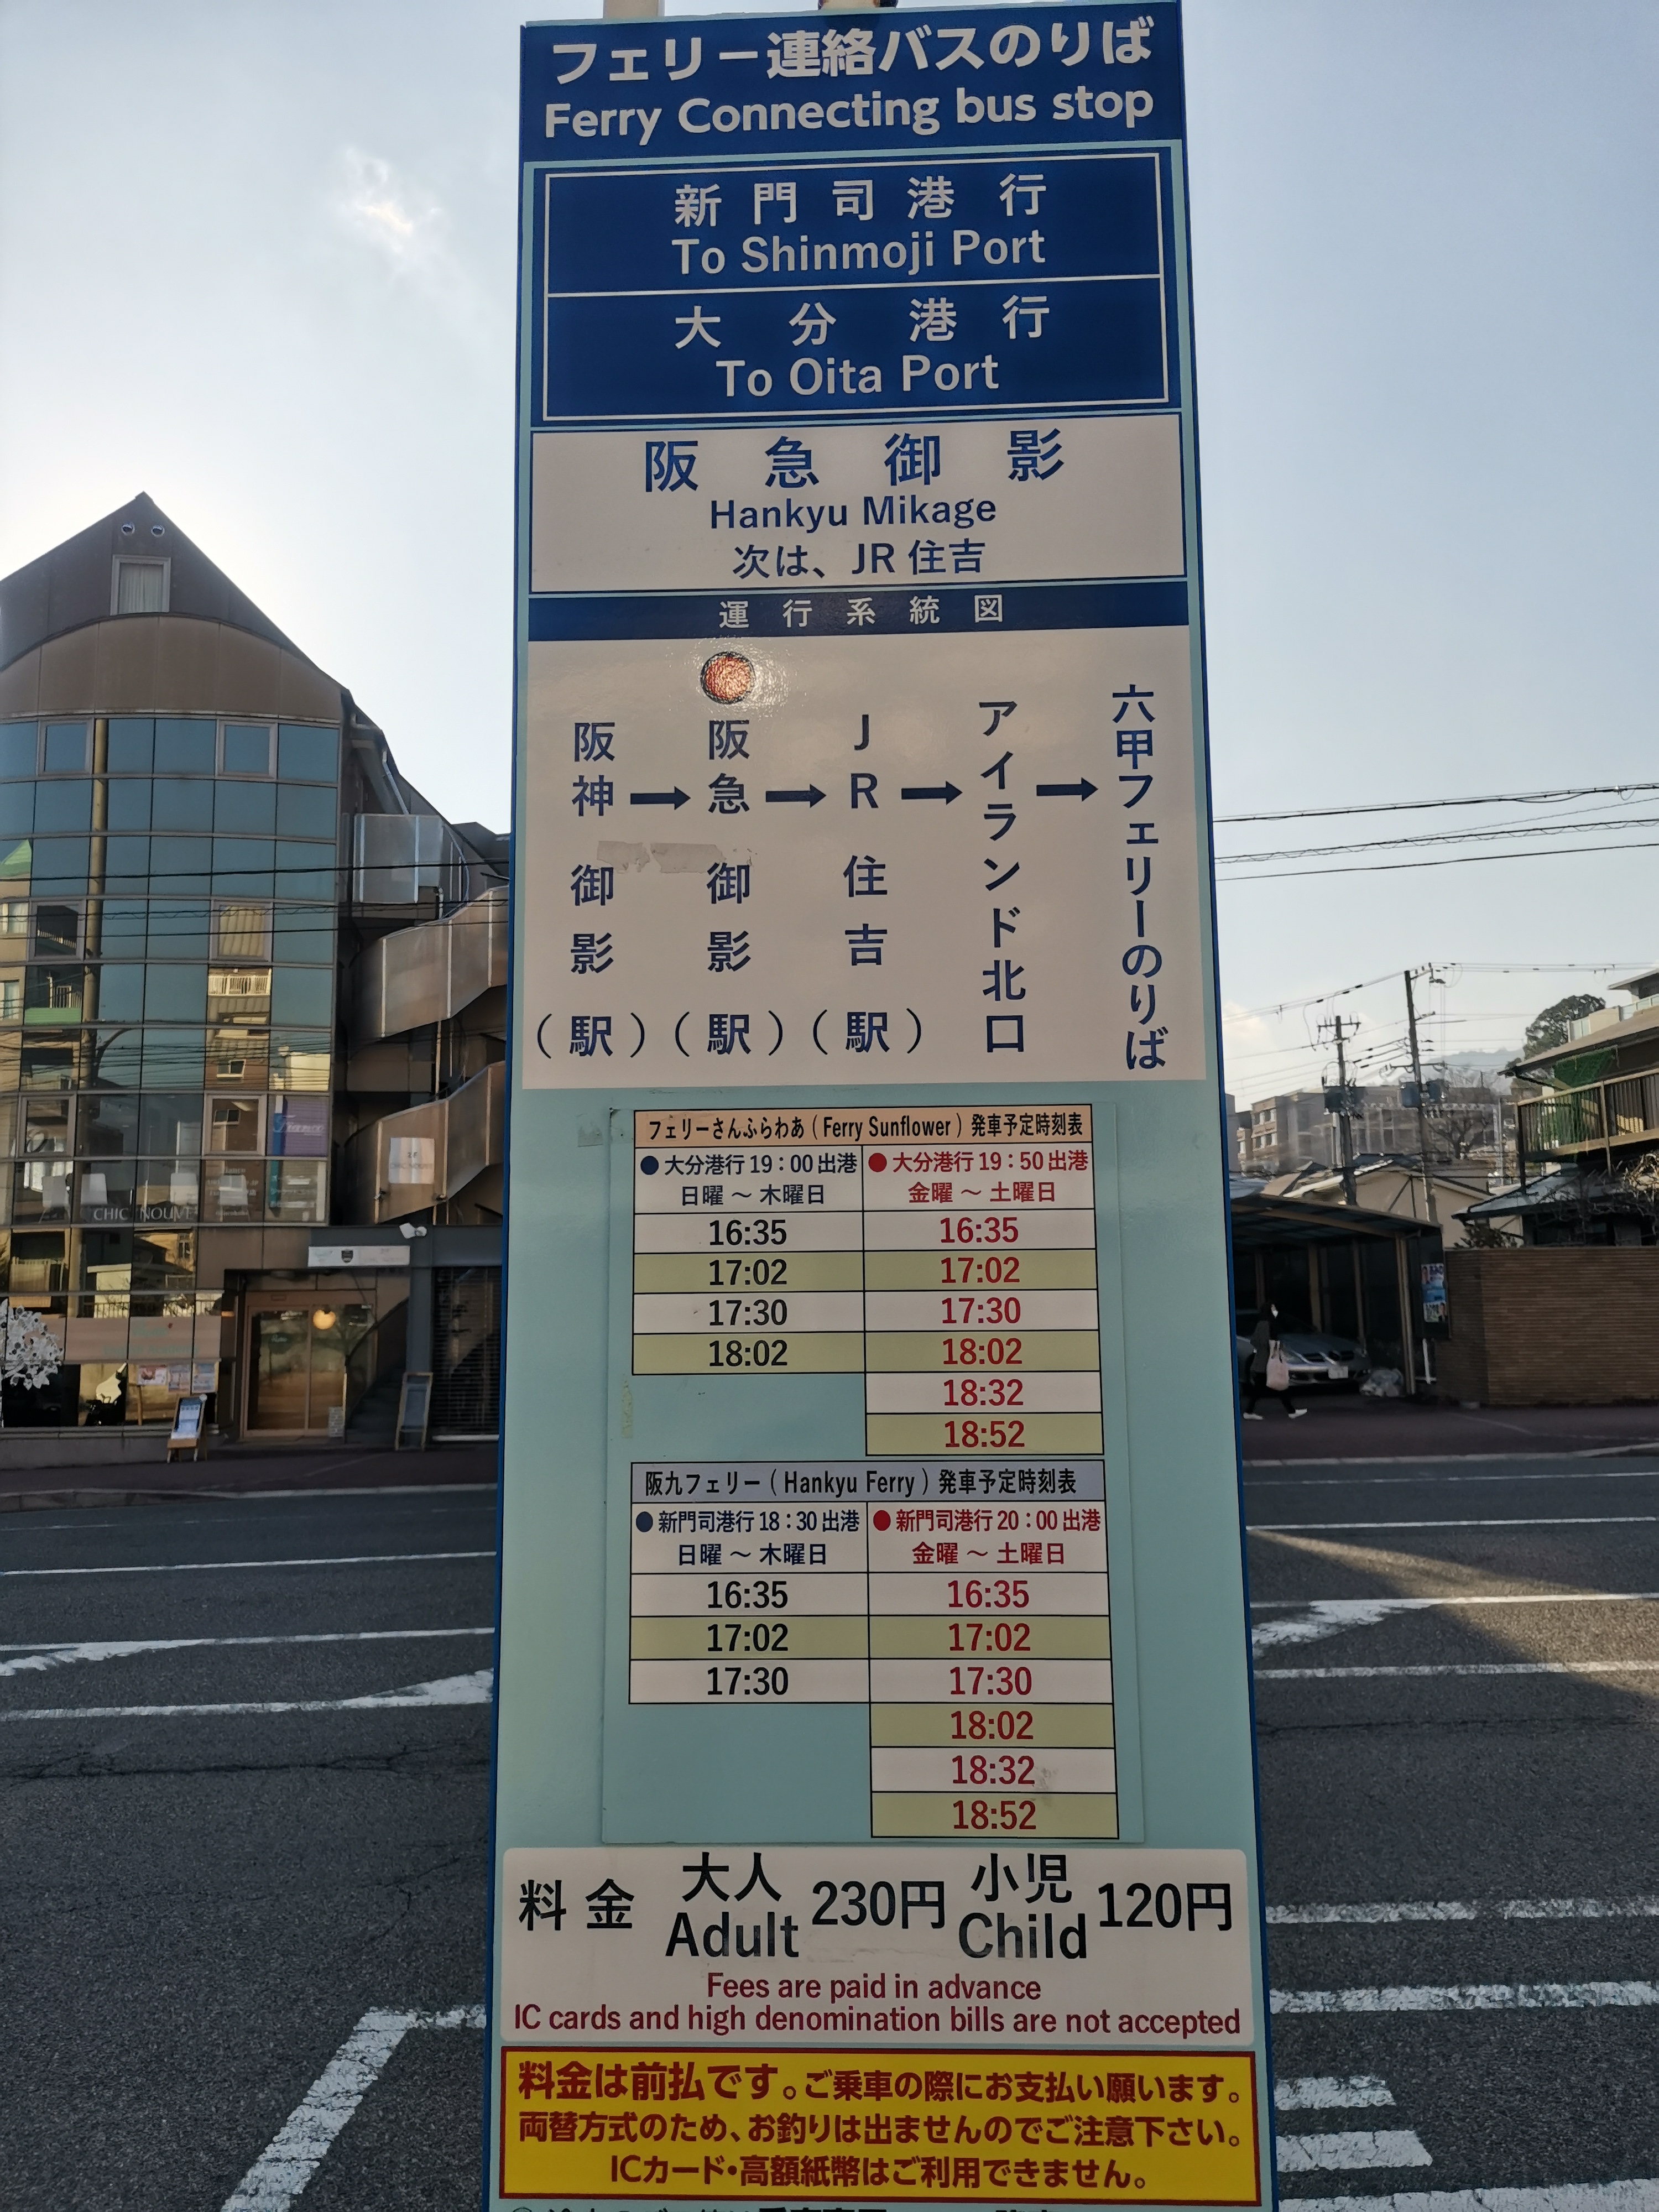 フェリー連絡バスのりば
Ferry Connecting bus stop
新門司港行
To Shinmoji Port
大分港行
To Oita Port
阪急御影
Hankyu Mikage
次は、JR住吉
運行系統図
阪神御影(駅)→阪急御影(駅)→JR住吉(駅)→アイランド北口→六甲フェリーのりば
フェリーさんふらわあ(Ferry Sunflower)発車予定時刻表
●大分港行19:00出港 ●大分港行19:50出港
日曜～木曜日 金曜～土曜日
16:35 16:35
17:02 17:02
17:30 17:30
18:02 18:02
18:32
18:52
阪九フェリー(Hankyu Ferry)発車予定時刻表
●新門司港行18:30出港 ●新門司港行20:00出港
日曜～木曜日 金曜～土曜日
16:35 16:35
17:02 17:02
17:30 17:30
18:02
18:32
18:52
料金 大人 230円 小児 120円
Adult Child
Fees are paid in advance
IC cards and high denomination bills are not accepted
料金は前払です。ご乗車の際にお支払い願います。
両替方式のため、お釣りは出ませんのでご注意下さい。
ICカード・高額紙幣はご利用できません。
CHIC NOUVE